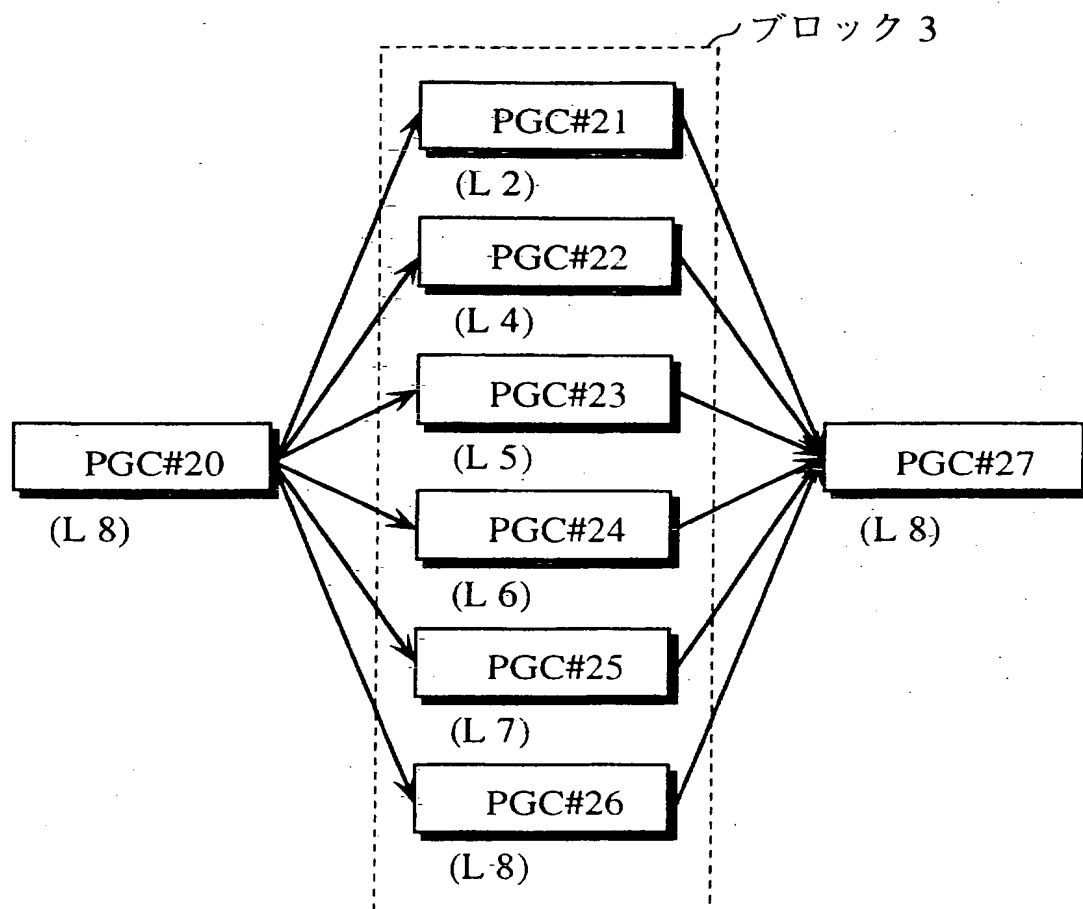 ブロック3
PGC#21
(L 2)
PGC#22
(L 4)
PGC#23
(L 5)
PGC#20
(L 8)
PGC#27
(L 8)
PGC#24
(L 6)
PGC#25
(L 7)
PGC#26
(L 8)